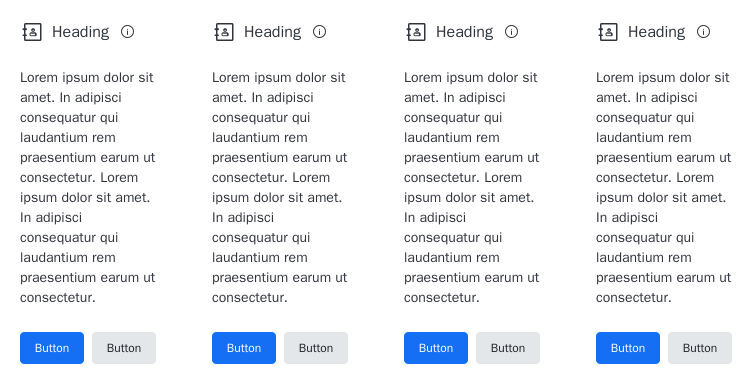 Heading
Lorem ipsum dolor sit
amet. In adipisci
consequatur qui
laudantium rem
praesentium earum ut
consectetur. Lorem
ipsum dolor sit amet.
In adipisci
consequatur qui
laudantium rem
praesentium earum ut
consectetur.
Button Button
Heading
Lorem ipsum dolor sit
amet. In adipisci
consequatur qui
laudantium rem
praesentium earum ut
consectetur. Lorem
ipsum dolor sit amet.
In adipisci
consequatur qui
laudantium rem
praesentium earum ut
consectetur.
Button Button
Heading
Lorem ipsum dolor sit
amet. In adipisci
consequatur qui
laudantium rem
praesentium earum ut
consectetur. Lorem
ipsum dolor sit amet.
In adipisci
consequatur qui
laudantium rem
praesentium earum ut
consectetur.
Button Button
Heading
Lorem ipsum dolor sit
amet. In adipisci
consequatur qui
laudantium rem
praesentium earum ut
consectetur. Lorem
ipsum dolor sit amet.
In adipisci
consequatur qui
laudantium rem
praesentium earum ut
consectetur.
Button Button